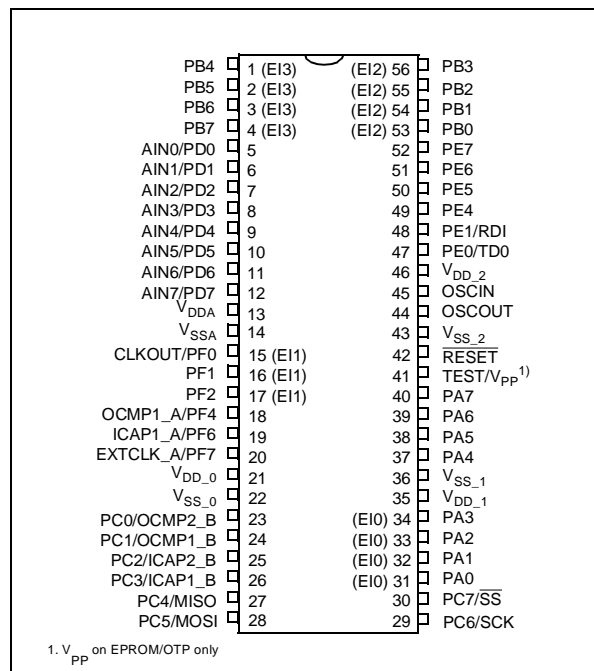 PB4 1 (EI3) (EI2) 56 PB3
PB5 2 (EI3) (EI2) 55 PB2
PB6 3 (EI3) (EI2) 54 PB1
PB7 4 (EI3) (EI2) 53 PB0
AIN0/PD0 5 52 PE7
AIN1/PD1 6 51 PE6
AIN2/PD2 7 50 PE5
AIN3/PD3 8 49 PE4
AIN4/PD4 9 48 PE1/RDI
AIN5/PD5 10 47 PE0/TD0
AIN6/PD6 11 46 VDD_2
AIN7/PD7 12 45 OSCIN
VDDA 13 44 OSCOUT
VSSA 14 43 VSS_2
CLKOUT/PF0 15 (EI1) 42 RESET
PF1 16 (EI1) 41 TEST/VPP1)
PF2 17 (EI1) 40 PA7
OCMP1_A/PF4 18 39 PA6
ICAP1_A/PF6 19 38 PA5
EXTCLK_A/PF7 20 37 PA4
VDD_0 21 36 VSS_1
VSS_0 22 35 VDD_1
PC0/OCMP2_B 23 (EI0) 34 PA3
PC1/OCMP1_B 24 (EI0) 33 PA2
PC2/ICAP2_B 25 (EI0) 32 PA1
PC3/ICAP1_B 26 (EI0) 31 PA0
PC4/MISO 27 30 PC7/SS
PC5/MOSI 28 29 PC6/SCK
1. VPP on EPROM/OTP only